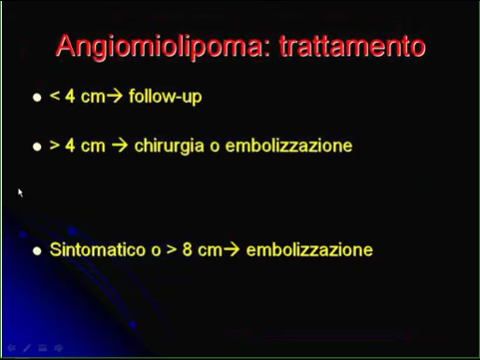 Angiomiolipoma: trattamento
< 4 cm→ follow-up
> 4 cm → chirurgia o embolizzazione
Sintomatico o > 8 cm→ embolizzazione